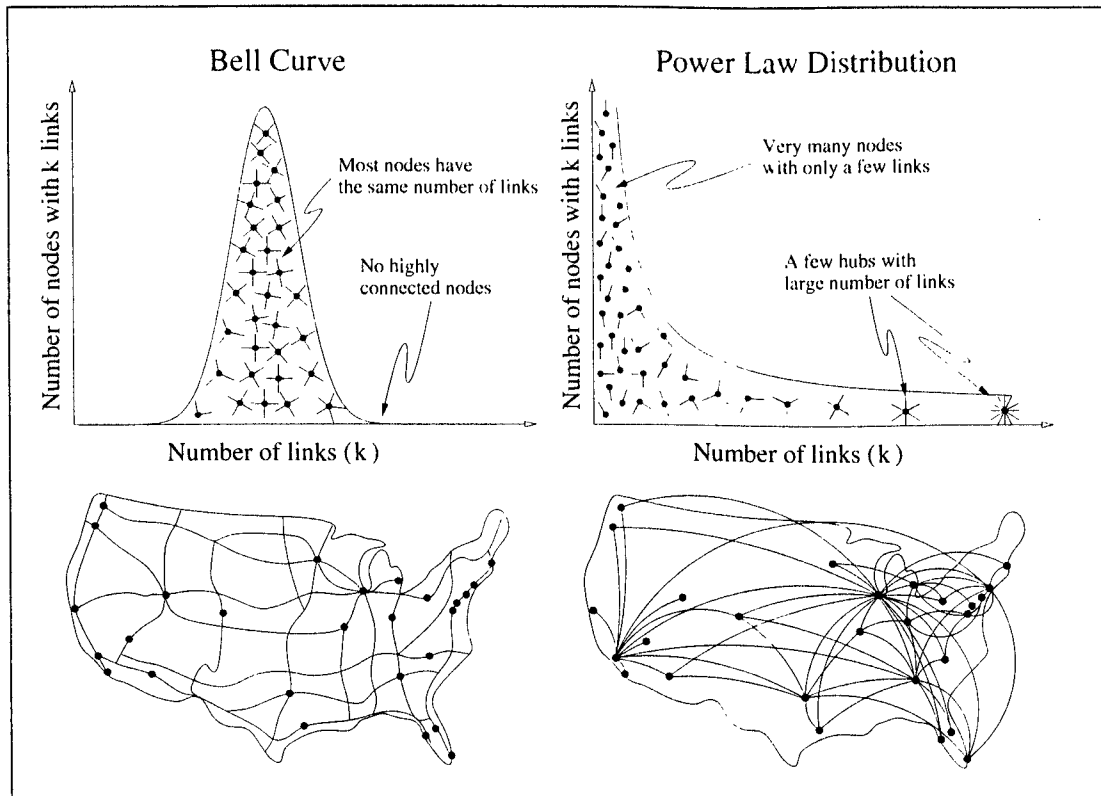 Bell Curve
Number of nodes with k links
Most nodes have
the same number of links
No highly
connected nodes
Number of links (k)
Power Law Distribution
Number of nodes with k links
Very many nodes
with only a few links
A few hubs with
large number of links
Number of links (k)